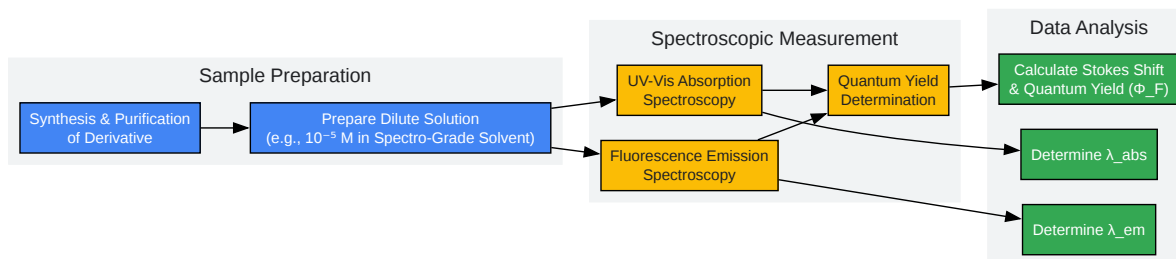 Sample Preparation
Synthesis & Purification
of Derivative
Prepare Dilute Solution
(e.g., 10⁻⁵ M in Spectro-Grade Solvent)
Spectroscopic Measurement
UV-Vis Absorption
Spectroscopy
Fluorescence Emission
Spectroscopy
Quantum Yield
Determination
Data Analysis
Calculate Stokes Shift
& Quantum Yield (Φ_F)
Determine λ_abs
Determine λ_em